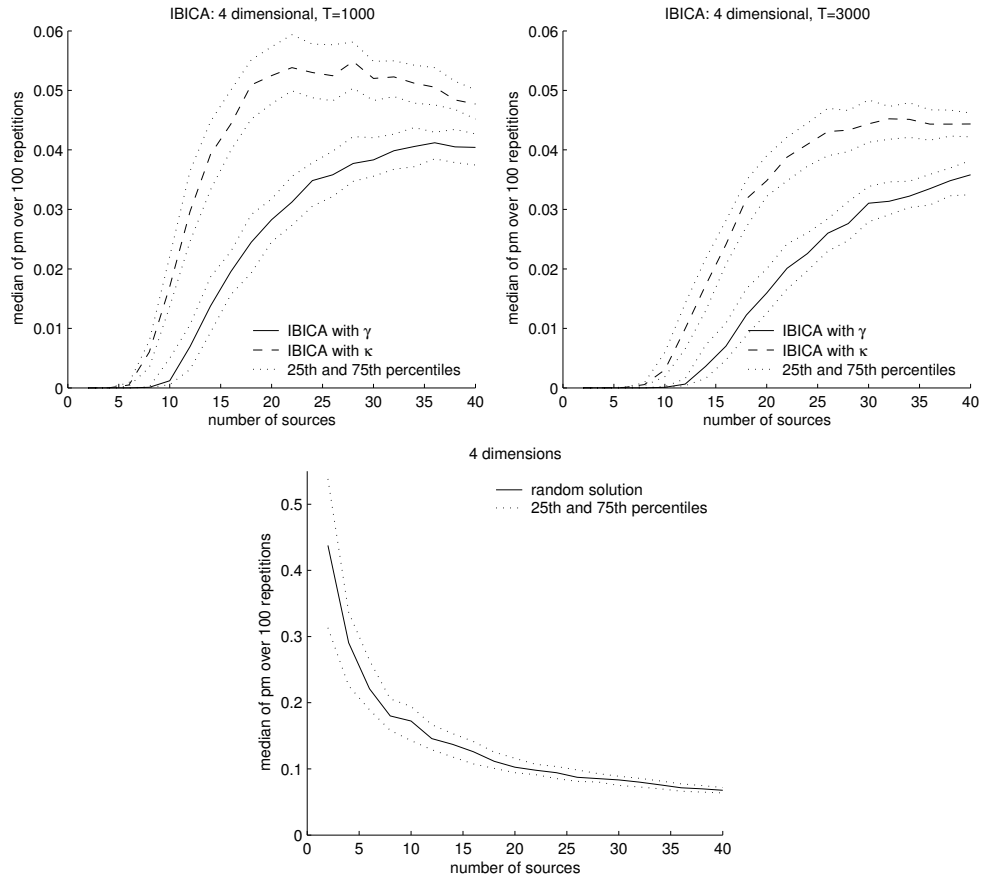 IBICA: 4 dimensional, T=1000
0.06
0.05
0.04
0.03
0.02
0.01
0
median of pm over 100 repetitions
IBICA with γ
IBICA with κ
25th and 75th percentiles
0 5 10 15 20 25 30 35 40
number of sources
IBICA: 4 dimensional, T=3000
0.06
0.05
0.04
0.03
0.02
0.01
0
median of pm over 100 repetitions
IBICA with γ
IBICA with κ
25th and 75th percentiles
0 5 10 15 20 25 30 35 40
number of sources
4 dimensions
0.5
0.4
0.3
0.2
0.1
0
median of pm over 100 repetitions
random solution
25th and 75th percentiles
0 5 10 15 20 25 30 35 40
number of sources